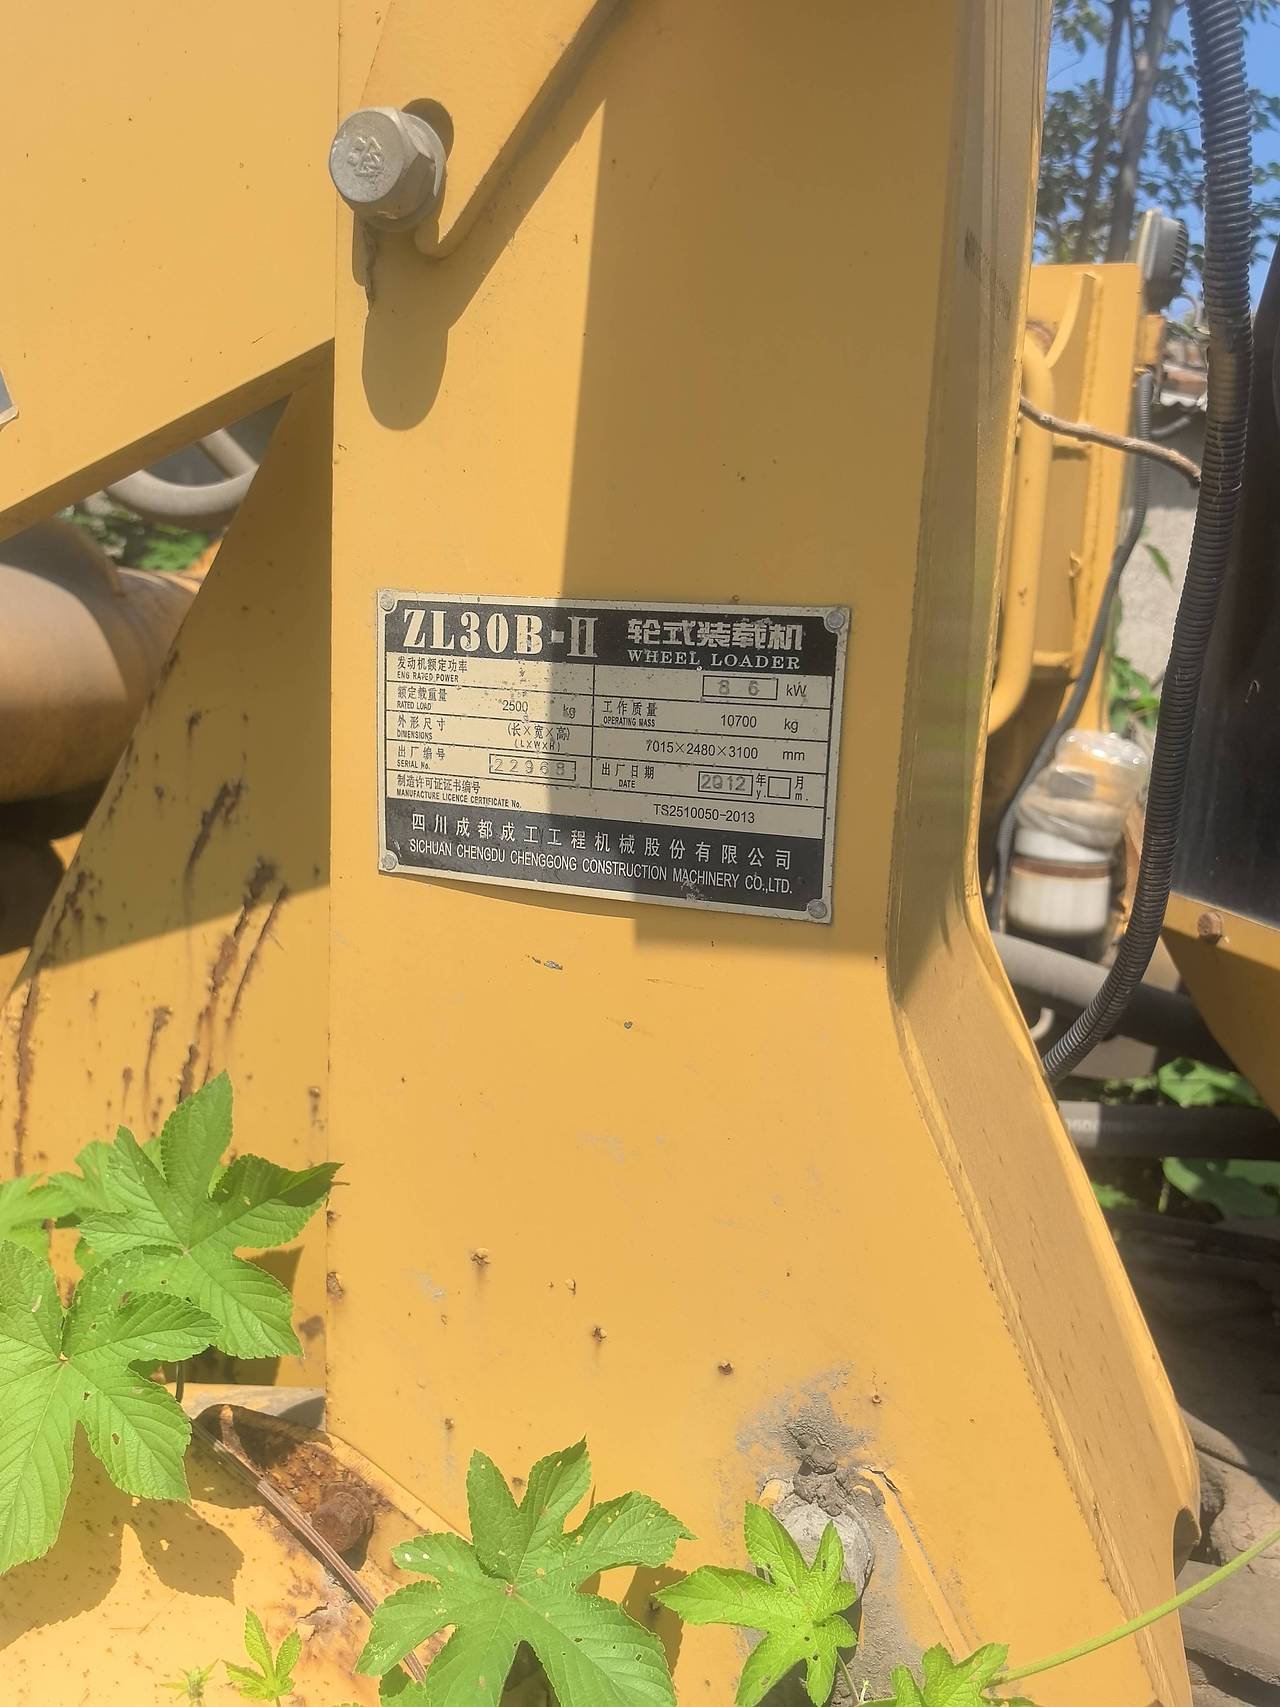 ZL30B-II 轮式装载机
WHEEL LOADER
发动机额定功率
ENG RATED POWER
86 kW
额定载重量
RATED LOAD
2500 kg
工作质量
OPERATING MASS
10700 kg
外形尺寸
DIMENSIONS
(长×宽×高)
(L×W×H)
7015×2480×3100 mm
出厂编号
SERIAL No.
22968
出厂日期
DATE
2012 年 月
y. m.
制造许可证证书编号
MANUFACTURE LICENCE CERTIFICATE No.
TS2510050-2013
四川成都成工工程机械股份有限公司
SICHUAN CHENGDU CHENGGONG CONSTRUCTION MACHINERY CO.,LTD.